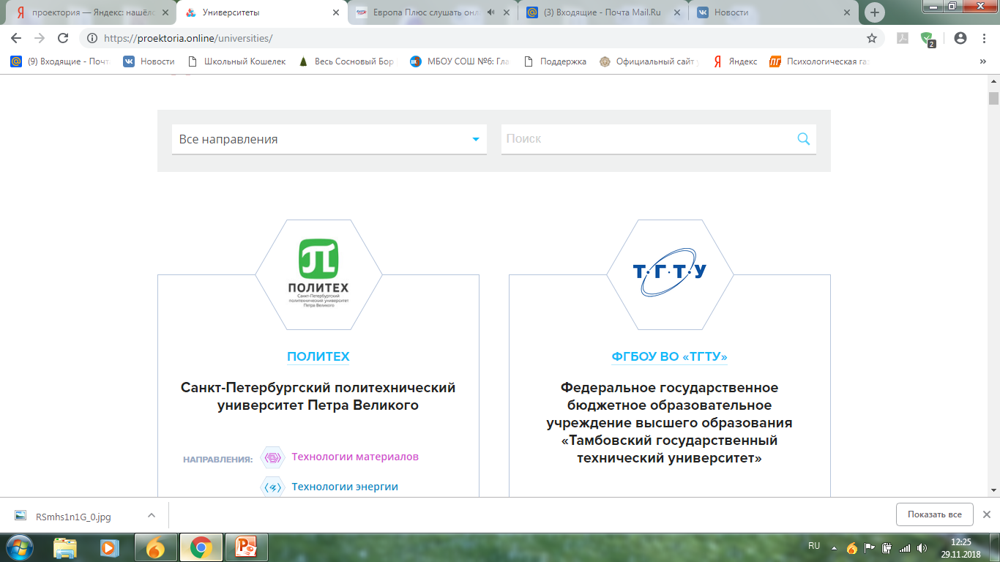 проектория — Яндекс: нашёл
Университеты
Европа Плюс слушать онл
(3) Входящие - Почта Mail.Ru
Новости
https://proektoria.online/universities/
2
(9) Входящие - Почт
Новости
Школьный Кошелек
Весь Сосновый Бор
МБОУ СОШ №6: Гла
Поддержка
Официальный сайт
Яндекс
Психологическая га
»
Все направления
Поиск
ПОЛИТЕХ
Санкт-Петербургский
политехнический университет
Петра Великого
Т·Г·Т·У
ПОЛИТЕХ
Санкт-Петербургский политехнический
университет Петра Великого
НАПРАВЛЕНИЯ:
Технологии материалов
Технологии энергии
ФГБОУ ВО «ТГТУ»
Федеральное государственное
бюджетное образовательное
учреждение высшего образования
«Тамбовский государственный
технический университет»
RSmhs1n1G_0.jpg
Показать все
RU
12:25
29.11.2018